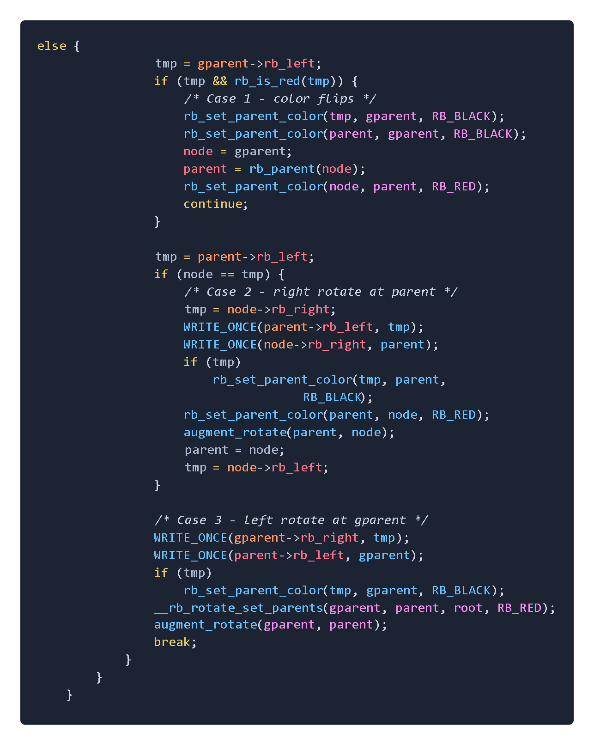 else {
tmp = gparent->rb_left;
if (tmp && rb_is_red(tmp)) {
/* Case 1 - color flips */
rb_set_parent_color(tmp, gparent, RB_BLACK);
rb_set_parent_color(parent, gparent, RB_BLACK);
node = gparent;
parent = rb_parent(node);
rb_set_parent_color(node, parent, RB_RED);
continue;
}
tmp = parent->rb_left;
if (node == tmp) {
/* Case 2 - right rotate at parent */
tmp = node->rb_right;
WRITE_ONCE(parent->rb_left, tmp);
WRITE_ONCE(node->rb_right, parent);
if (tmp)
rb_set_parent_color(tmp, parent,
RB_BLACK);
rb_set_parent_color(parent, node, RB_RED);
augment_rotate(parent, node);
parent = node;
tmp = node->rb_left;
}
/* Case 3 - left rotate at gparent */
WRITE_ONCE(gparent->rb_right, tmp);
WRITE_ONCE(parent->rb_left, gparent);
if (tmp)
rb_set_parent_color(tmp, gparent, RB_BLACK);
__rb_rotate_set_parents(gparent, parent, root, RB_RED);
augment_rotate(gparent, parent);
break;
}
}
}